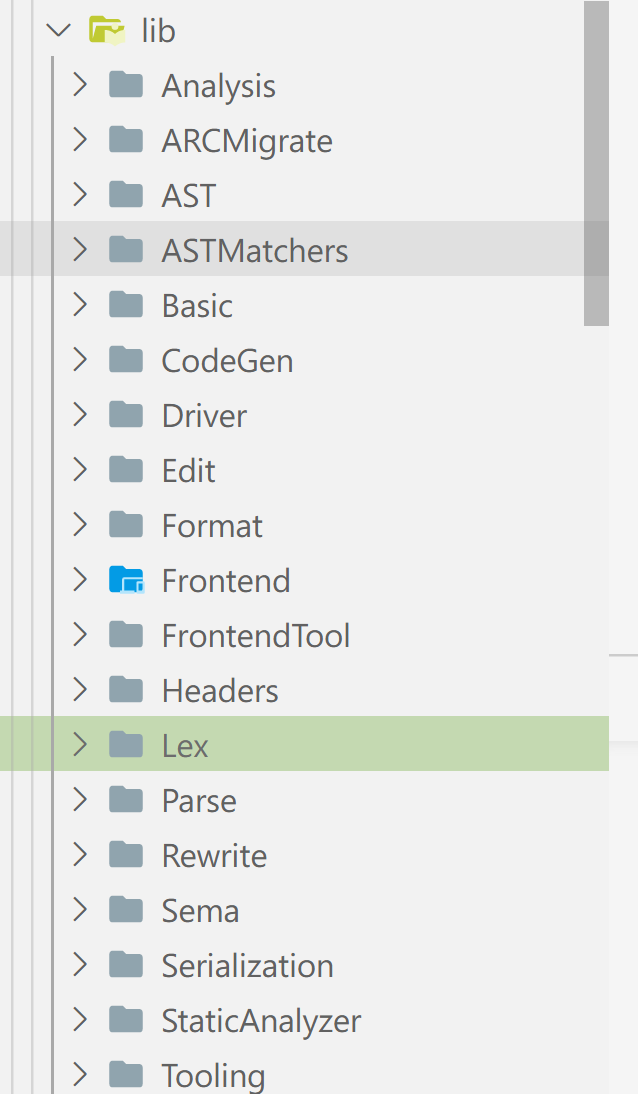 lib
Analysis
ARCMigrate
AST
ASTMatchers
Basic
CodeGen
Driver
Edit
Format
Frontend
FrontendTool
Headers
Lex
Parse
Rewrite
Sema
Serialization
StaticAnalyzer
Tooling